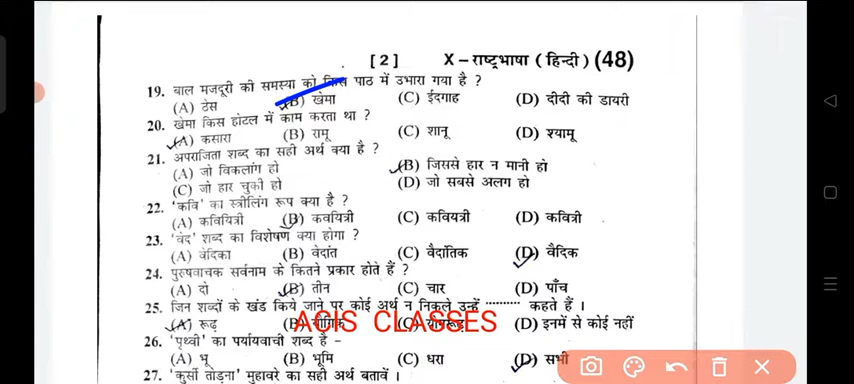 [ 2 ] X – राष्ट्रभाषा ( हिन्दी ) (48)
19. बाल मजदूरी की समस्या को किस पाठ में उभारा गया है ?
(A) ठेस (B) खेमा (C) ईदगाह (D) दीदी की डायरी
20. खेमा किस होटल में काम करता था ?
(A) कसारा (B) रामू (C) शानू (D) श्यामू
21. अपराजिता शब्द का सही अर्थ क्या है ?
(A) जो विकलांग हो (B) जिससे हार न मानी हो
(C) जो हार चुकी हो (D) जो सबसे अलग हो
22. 'कवि' का स्त्रीलिंग रूप क्या है ?
(A) कवियित्री (B) कवयित्री (C) कवियत्री (D) कवित्री
23. 'वेद' शब्द का विशेषण क्या होगा ?
(A) वेदिका (B) वेदांत (C) वैदांतिक (D) वैदिक
24. पुरुषवाचक सर्वनाम के कितने प्रकार होते हैं ?
(A) दो (B) तीन (C) चार (D) पाँच
25. जिन शब्दों के खंड किये जाने पर कोई अर्थ न निकले उन्हें .......... कहते हैं ।
(A) रूढ़ (B) यौगिक (C) योगरूढ़ (D) इनमें से कोई नहीं
ACIS CLASSES
26. 'पृथ्वी' का पर्यायवाची शब्द है –
(A) भू (B) भूमि (C) धरा (D) सभी
27. 'कुर्सी तोड़ना' मुहावरे का सही अर्थ बतावें ।